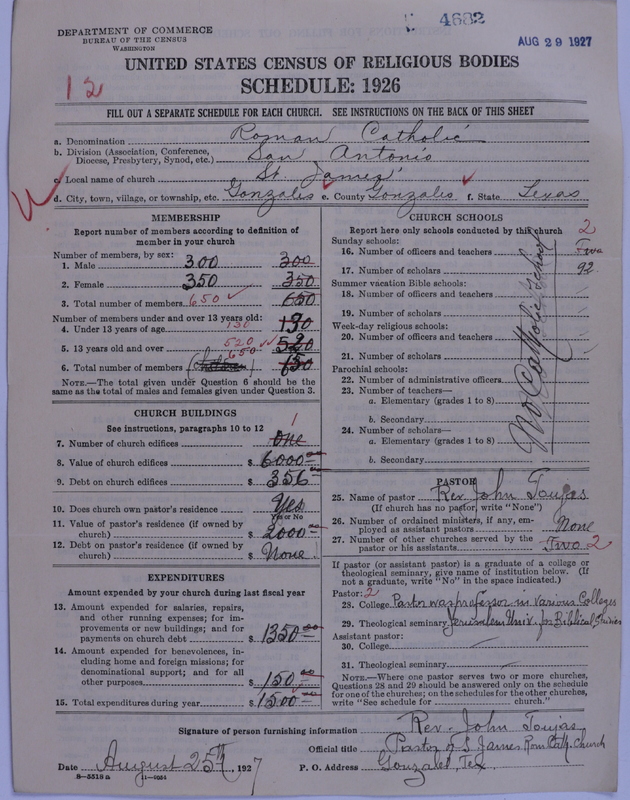 4682
DEPARTMENT OF COMMERCE
BUREAU OF THE CENSUS
WASHINGTON
AUG 29 1927
UNITED STATES CENSUS OF RELIGIOUS BODIES
SCHEDULE: 1926
12
FILL OUT A SEPARATE SCHEDULE FOR EACH CHURCH. SEE INSTRUCTIONS ON THE BACK OF THIS SHEET
a. Denomination Roman Catholic
b. Division (Association, Conference, Diocese, Presbytery, Synod, etc.) San Antonio
c. Local name of church St. James'
d. City, town, village, or township, etc. Gonzales e. County Gonzales f. State Texas
MEMBERSHIP
Report number of members according to definition of
member in your church
Number of members, by sex:
1. Male 300 300
2. Female 350 350
3. Total number of members 650 650
Number of members under and over 13 years old:
4. Under 13 years of age 130 130
5. 13 years old and over 520 520
6. Total number of members 650 650
NOTE.—The total given under Question 6 should be the
same as the total of males and females given under Question 3.
CHURCH BUILDINGS
See instructions, paragraphs 10 to 12
1
7. Number of church edifices One
8. Value of church edifices $ 6000.00
9. Debt on church edifices $ 356
10. Does church own pastor's residence Yes
Yes or No
11. Value of pastor's residence (if owned by
church) $ 2000.00
12. Debt on pastor's residence (if owned by
church) $ None
EXPENDITURES
Amount expended by your church during last fiscal year
13. Amount expended for salaries, repairs,
and other running expenses; for im-
provements or new buildings; and for
payments on church debt $ 1350
14. Amount expended for benevolences, in-
cluding home and foreign missions; for
denominational support; and for all
other purposes $ 150.00
15. Total expenditures during year $ 1500.00
CHURCH SCHOOLS
Report here only schools conducted by this church
Sunday schools: 2
16. Number of officers and teachers Two
17. Number of scholars 92
Summer vacation Bible schools:
18. Number of officers and teachers
19. Number of scholars
Week-day religious schools:
20. Number of officers and teachers
21. Number of scholars
Parochial schools:
22. Number of administrative officers
23. Number of teachers—
a. Elementary (grades 1 to 8)
b. Secondary
24. Number of scholars—
a. Elementary (grades 1 to 8)
b. Secondary
No Catholic School
PASTOR
25. Name of pastor Rev. John Toujas
(If church has no pastor, write "None")
26. Number of ordained ministers, if any, em-
ployed as assistant pastors None
27. Number of other churches served by the
pastor or his assistants Two 2
If pastor (or assistant pastor) is a graduate of a college or
theological seminary, give name of institution below. (If
not a graduate, write "No" in the space indicated.)
Pastor: 2
28. College Pastor was professor in various Colleges
29. Theological seminary Jerusalem Univ. for Biblical Studies
Assistant pastor:
30. College
31. Theological seminary
NOTE.—Where one pastor serves two or more churches,
Questions 28 and 29 should be answered only on the schedule
for one of the churches; on the schedules for the other churches,
write "See schedule for church."
Signature of person furnishing information Rev. John Toujas
Official title Pastor of S. James Rom. Cath. Church
Date August 25th, 1927 P. O. Address Gonzales, Tex
8—5518a 11—9034